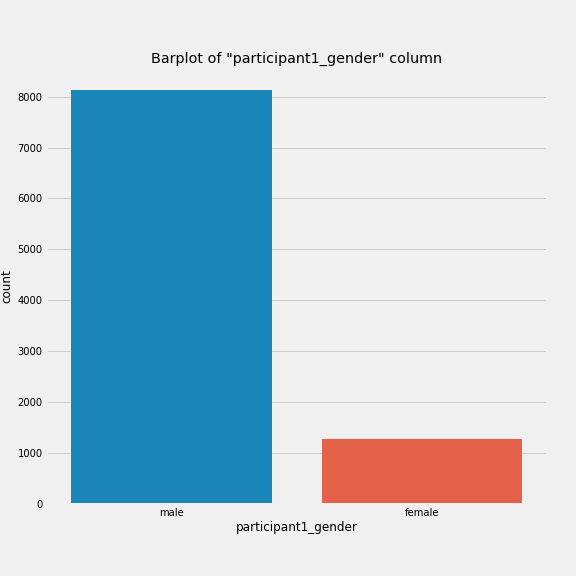 Barplot of "participant1_gender" column
8000
7000
6000
5000
4000
3000
2000
1000
0
count
male
female
participant1_gender